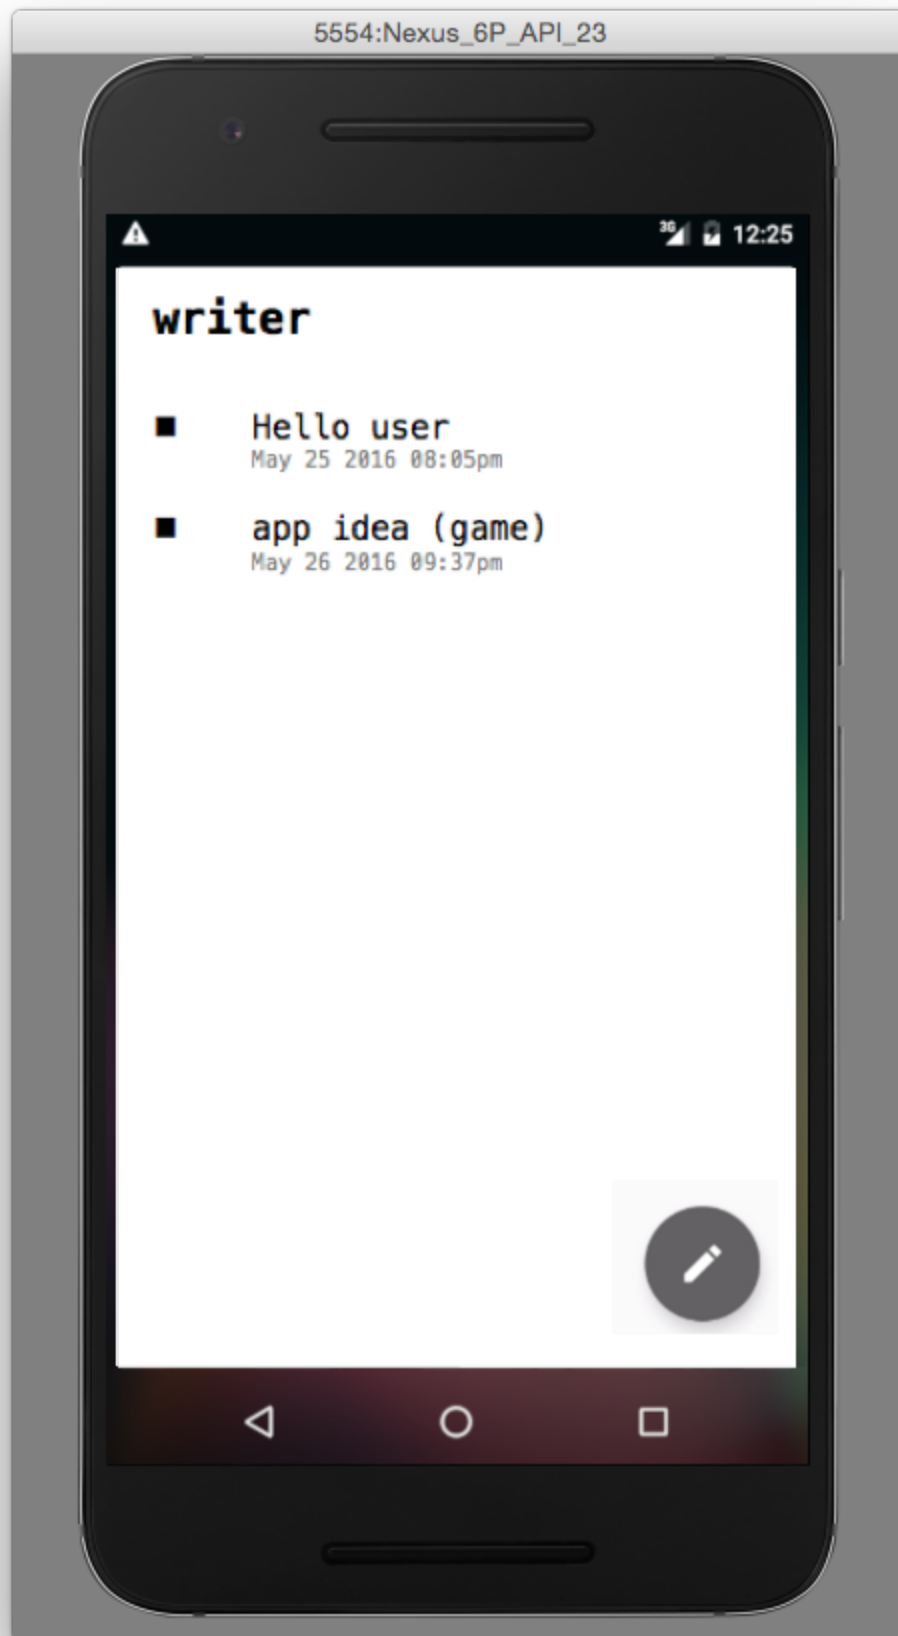 5554:Nexus_6P_API_23
3G 12:25
writer
■ Hello user
May 25 2016 08:05pm
■ app idea (game)
May 26 2016 09:37pm